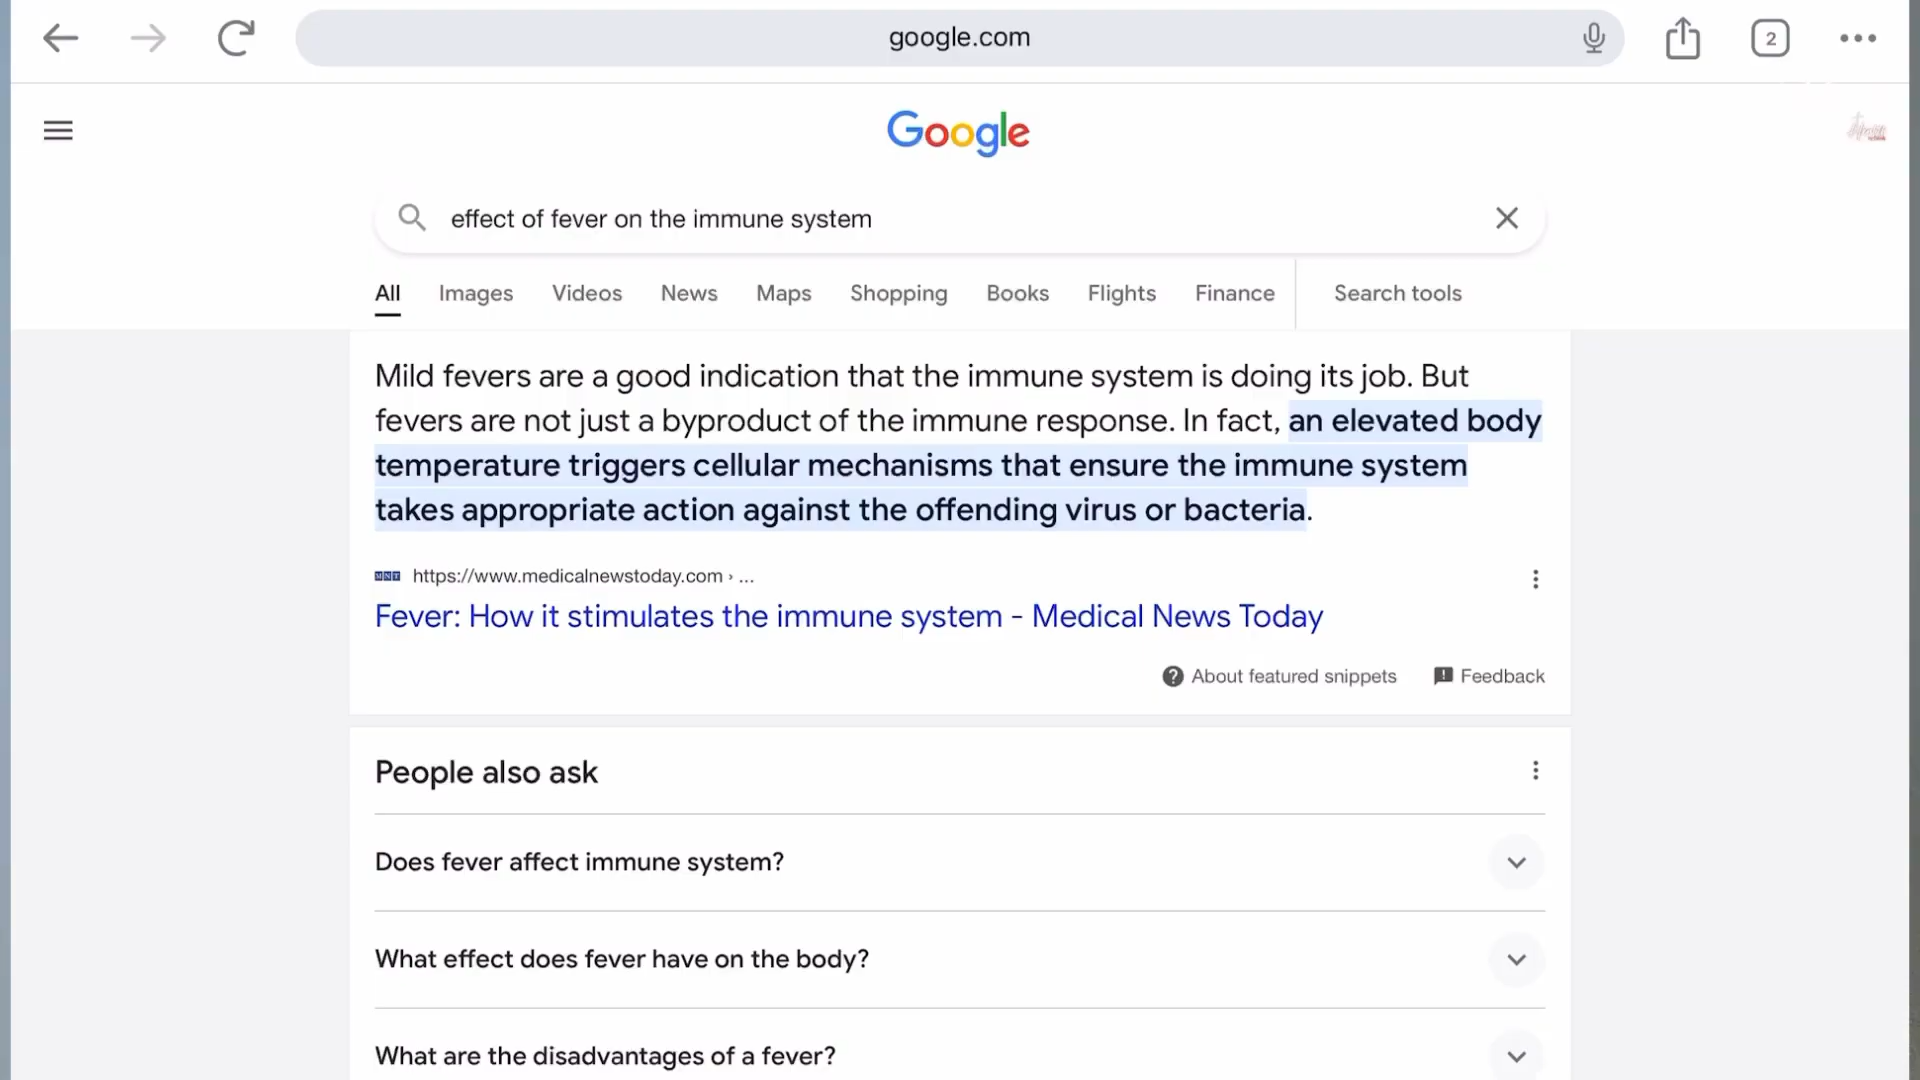 google.com
2
Google
effect of fever on the immune system
All Images Videos News Maps Shopping Books Flights Finance Search tools
Mild fevers are a good indication that the immune system is doing its job. But
fevers are not just a byproduct of the immune response. In fact, an elevated body
temperature triggers cellular mechanisms that ensure the immune system
takes appropriate action against the offending virus or bacteria.
MNT https://www.medicalnewstoday.com › ...
Fever: How it stimulates the immune system - Medical News Today
About featured snippets Feedback
People also ask
Does fever affect immune system?
What effect does fever have on the body?
What are the disadvantages of a fever?